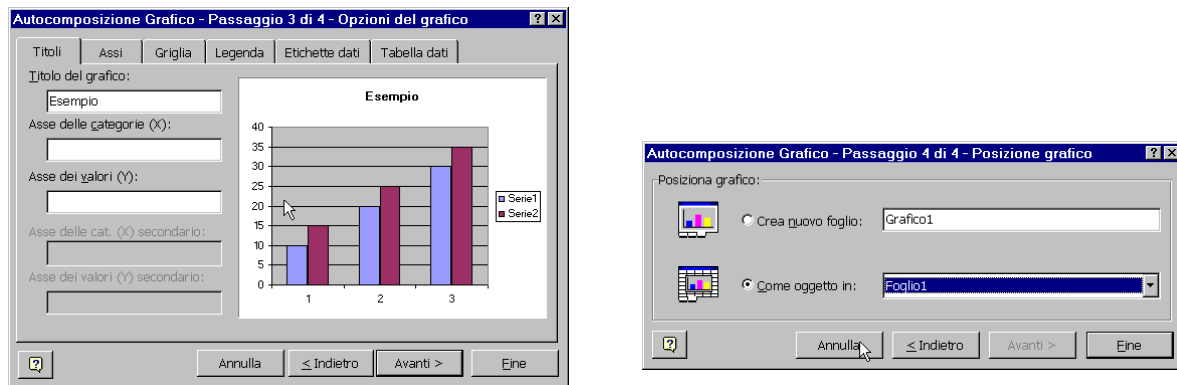 Autocomposizione Grafico - Passaggio 3 di 4 - Opzioni del grafico
Titoli Assi Griglia Legenda Etichette dati Tabella dati
Titolo del grafico:
Esempio
Asse delle categorie (X):
Asse dei valori (Y):
Asse delle cat. (X) secondario:
Asse dei valori (Y) secondario:
Esempio
40
35
30
25
20
15
10
5
0
1 2 3
Serie1
Serie2
Annulla < Indietro Avanti > Fine
Autocomposizione Grafico - Passaggio 4 di 4 - Posizione grafico
Posiziona grafico:
Crea nuovo foglio: Grafico1
Come oggetto in: Foglio1
Annulla < Indietro Avanti > Fine